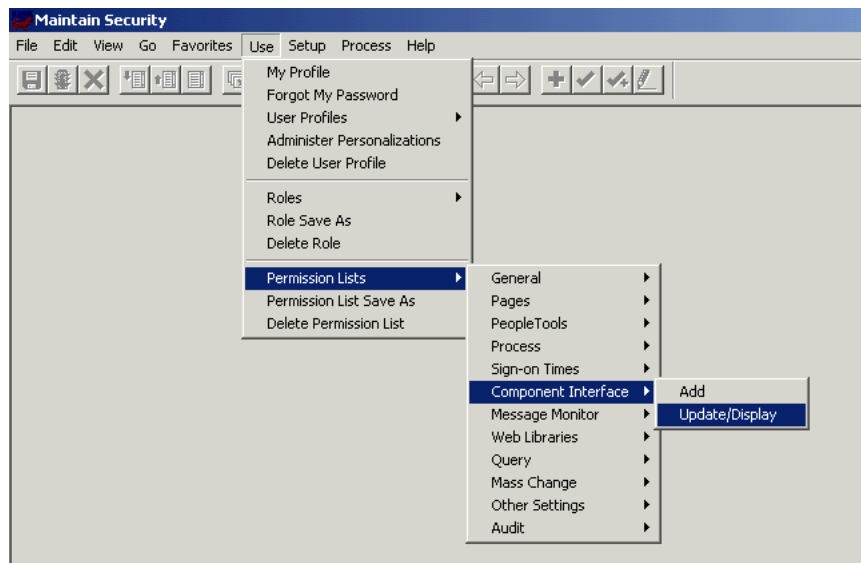 Maintain Security
File Edit View Go Favorites Use Setup Process Help
My Profile
Forgot My Password
User Profiles
Administer Personalizations
Delete User Profile
Roles
Role Save As
Delete Role
Permission Lists
Permission List Save As
Delete Permission List
General
Pages
PeopleTools
Process
Sign-on Times
Component Interface
Message Monitor
Web Libraries
Query
Mass Change
Other Settings
Audit
Add
Update/Display